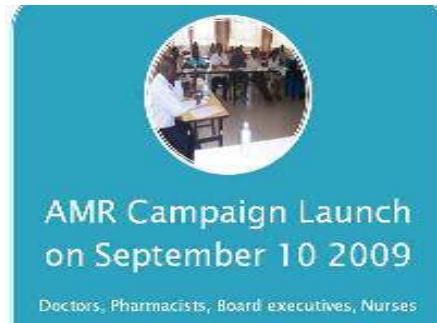 AMR Campaign Launch
on September 10 2009
Doctors, Pharmacists, Board executives, Nurses